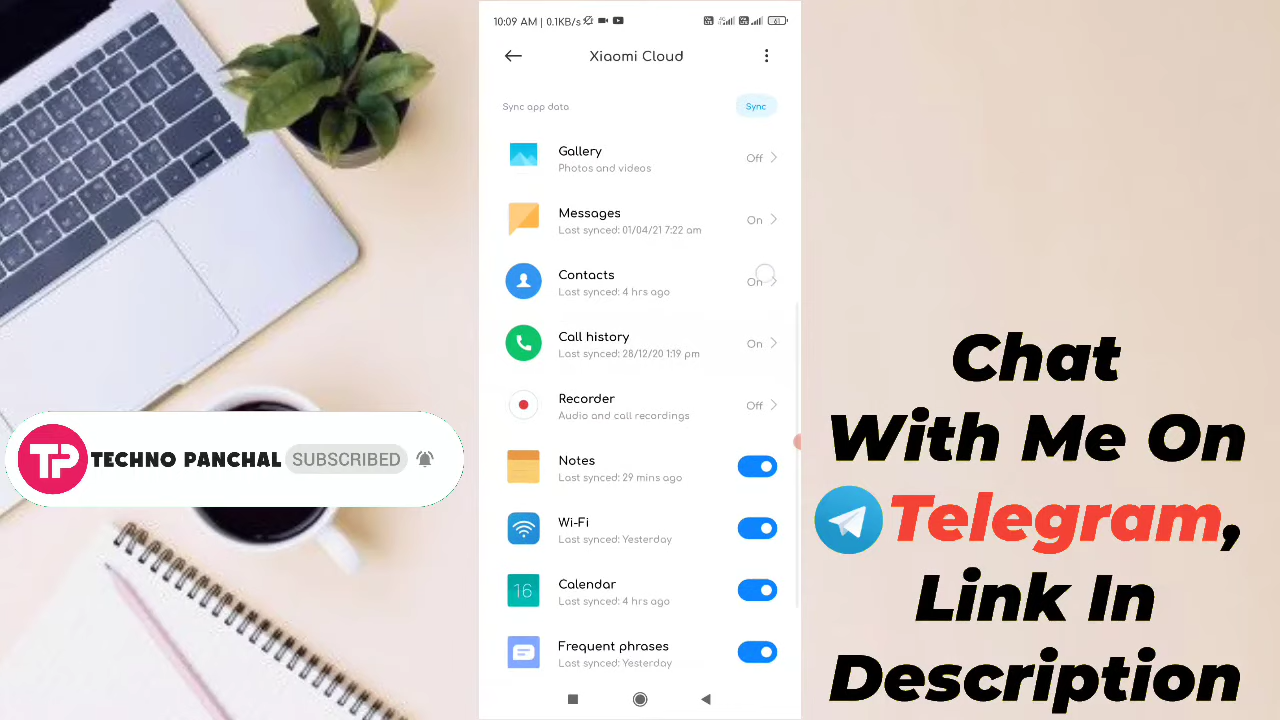 10:09 AM | 0.1KB/s
61
Xiaomi Cloud
Sync app data
Sync
Gallery
Photos and videos
Off
Messages
Last synced: 01/04/21 7:22 am
On
Contacts
Last synced: 4 hrs ago
On
Call history
Last synced: 28/12/20 1:19 pm
On
Recorder
Audio and call recordings
Off
Notes
Last synced: 29 mins ago
Wi-Fi
Last synced: Yesterday
16
Calendar
Last synced: 4 hrs ago
Frequent phrases
Last synced: Yesterday
TP
TECHNO PANCHAL
SUBSCRIBED
Chat
With Me On
Telegram,
Link In
Description